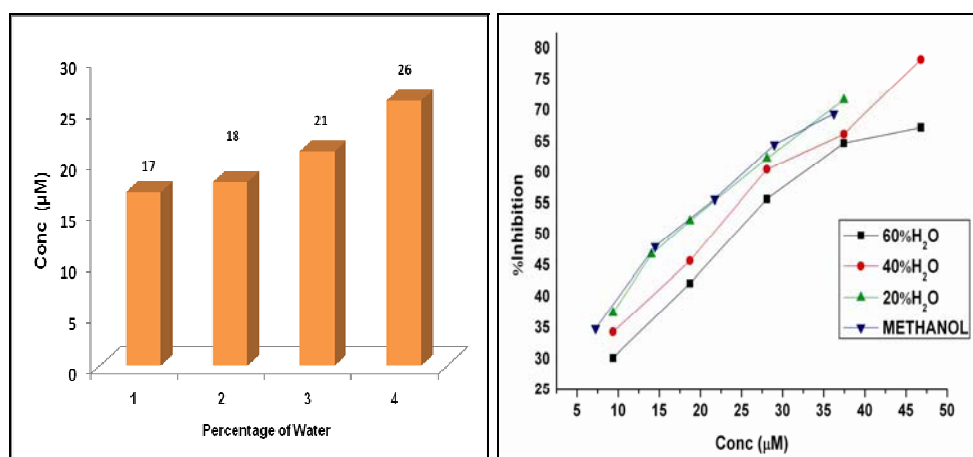 30
25
20
15
10
5
0
Conc (µM)
17
18
21
26
1 2 3 4
Percentage of Water
80
75
70
65
60
55
50
45
40
35
30
25
%Inhibition
60%H₂O
40%H₂O
20%H₂O
METHANOL
5 10 15 20 25 30 35 40 45 50
Conc (µM)